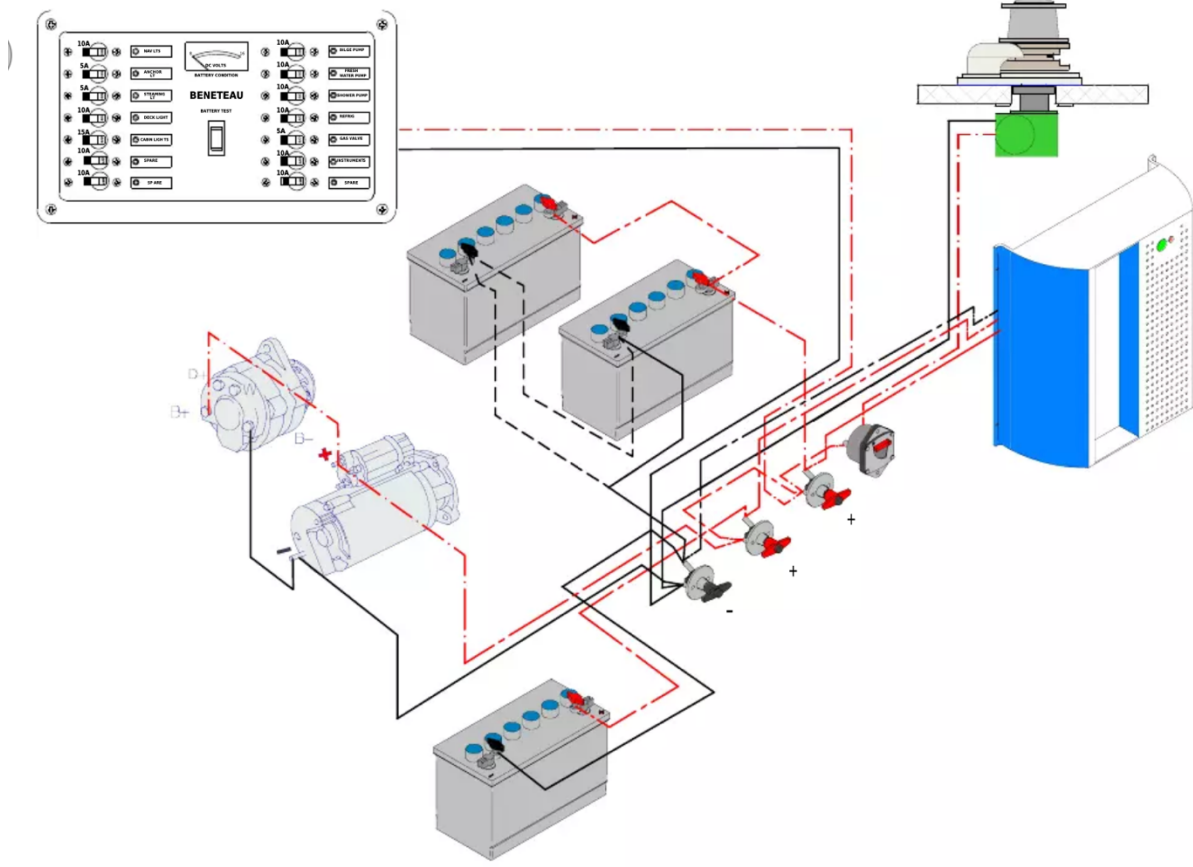 10A
NAV LTS
5A
ANCHOR
LT
5A
STEAMING
LT
10A
DECK LIGHT
15A
CABIN LIGHTS
10A
SPARE
10A
SPARE
DC VOLTS
BATTERY CONDITION
BENETEAU
BATTERY TEST
10A
BILGE PUMP
10A
FRESH
WATER PUMP
10A
SHOWER PUMP
10A
REFRIG
5A
GAS VALVE
10A
INSTRUMENTS
10A
SPARE
D+
W
B+
B-
+
+
-